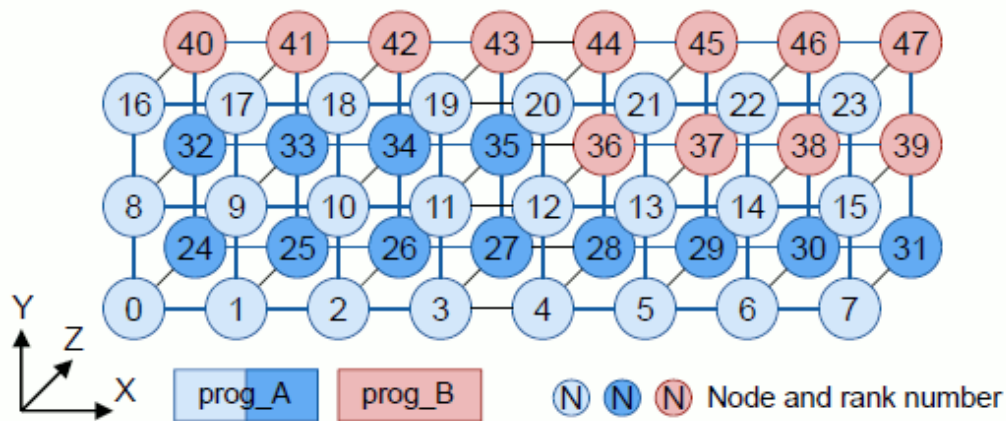 40 41 42 43 44 45 46 47
16 17 18 19 20 21 22 23
32 33 34 35 36 37 38 39
8 9 10 11 12 13 14 15
24 25 26 27 28 29 30 31
0 1 2 3 4 5 6 7
Y
Z
X
prog_A prog_B N N N Node and rank number